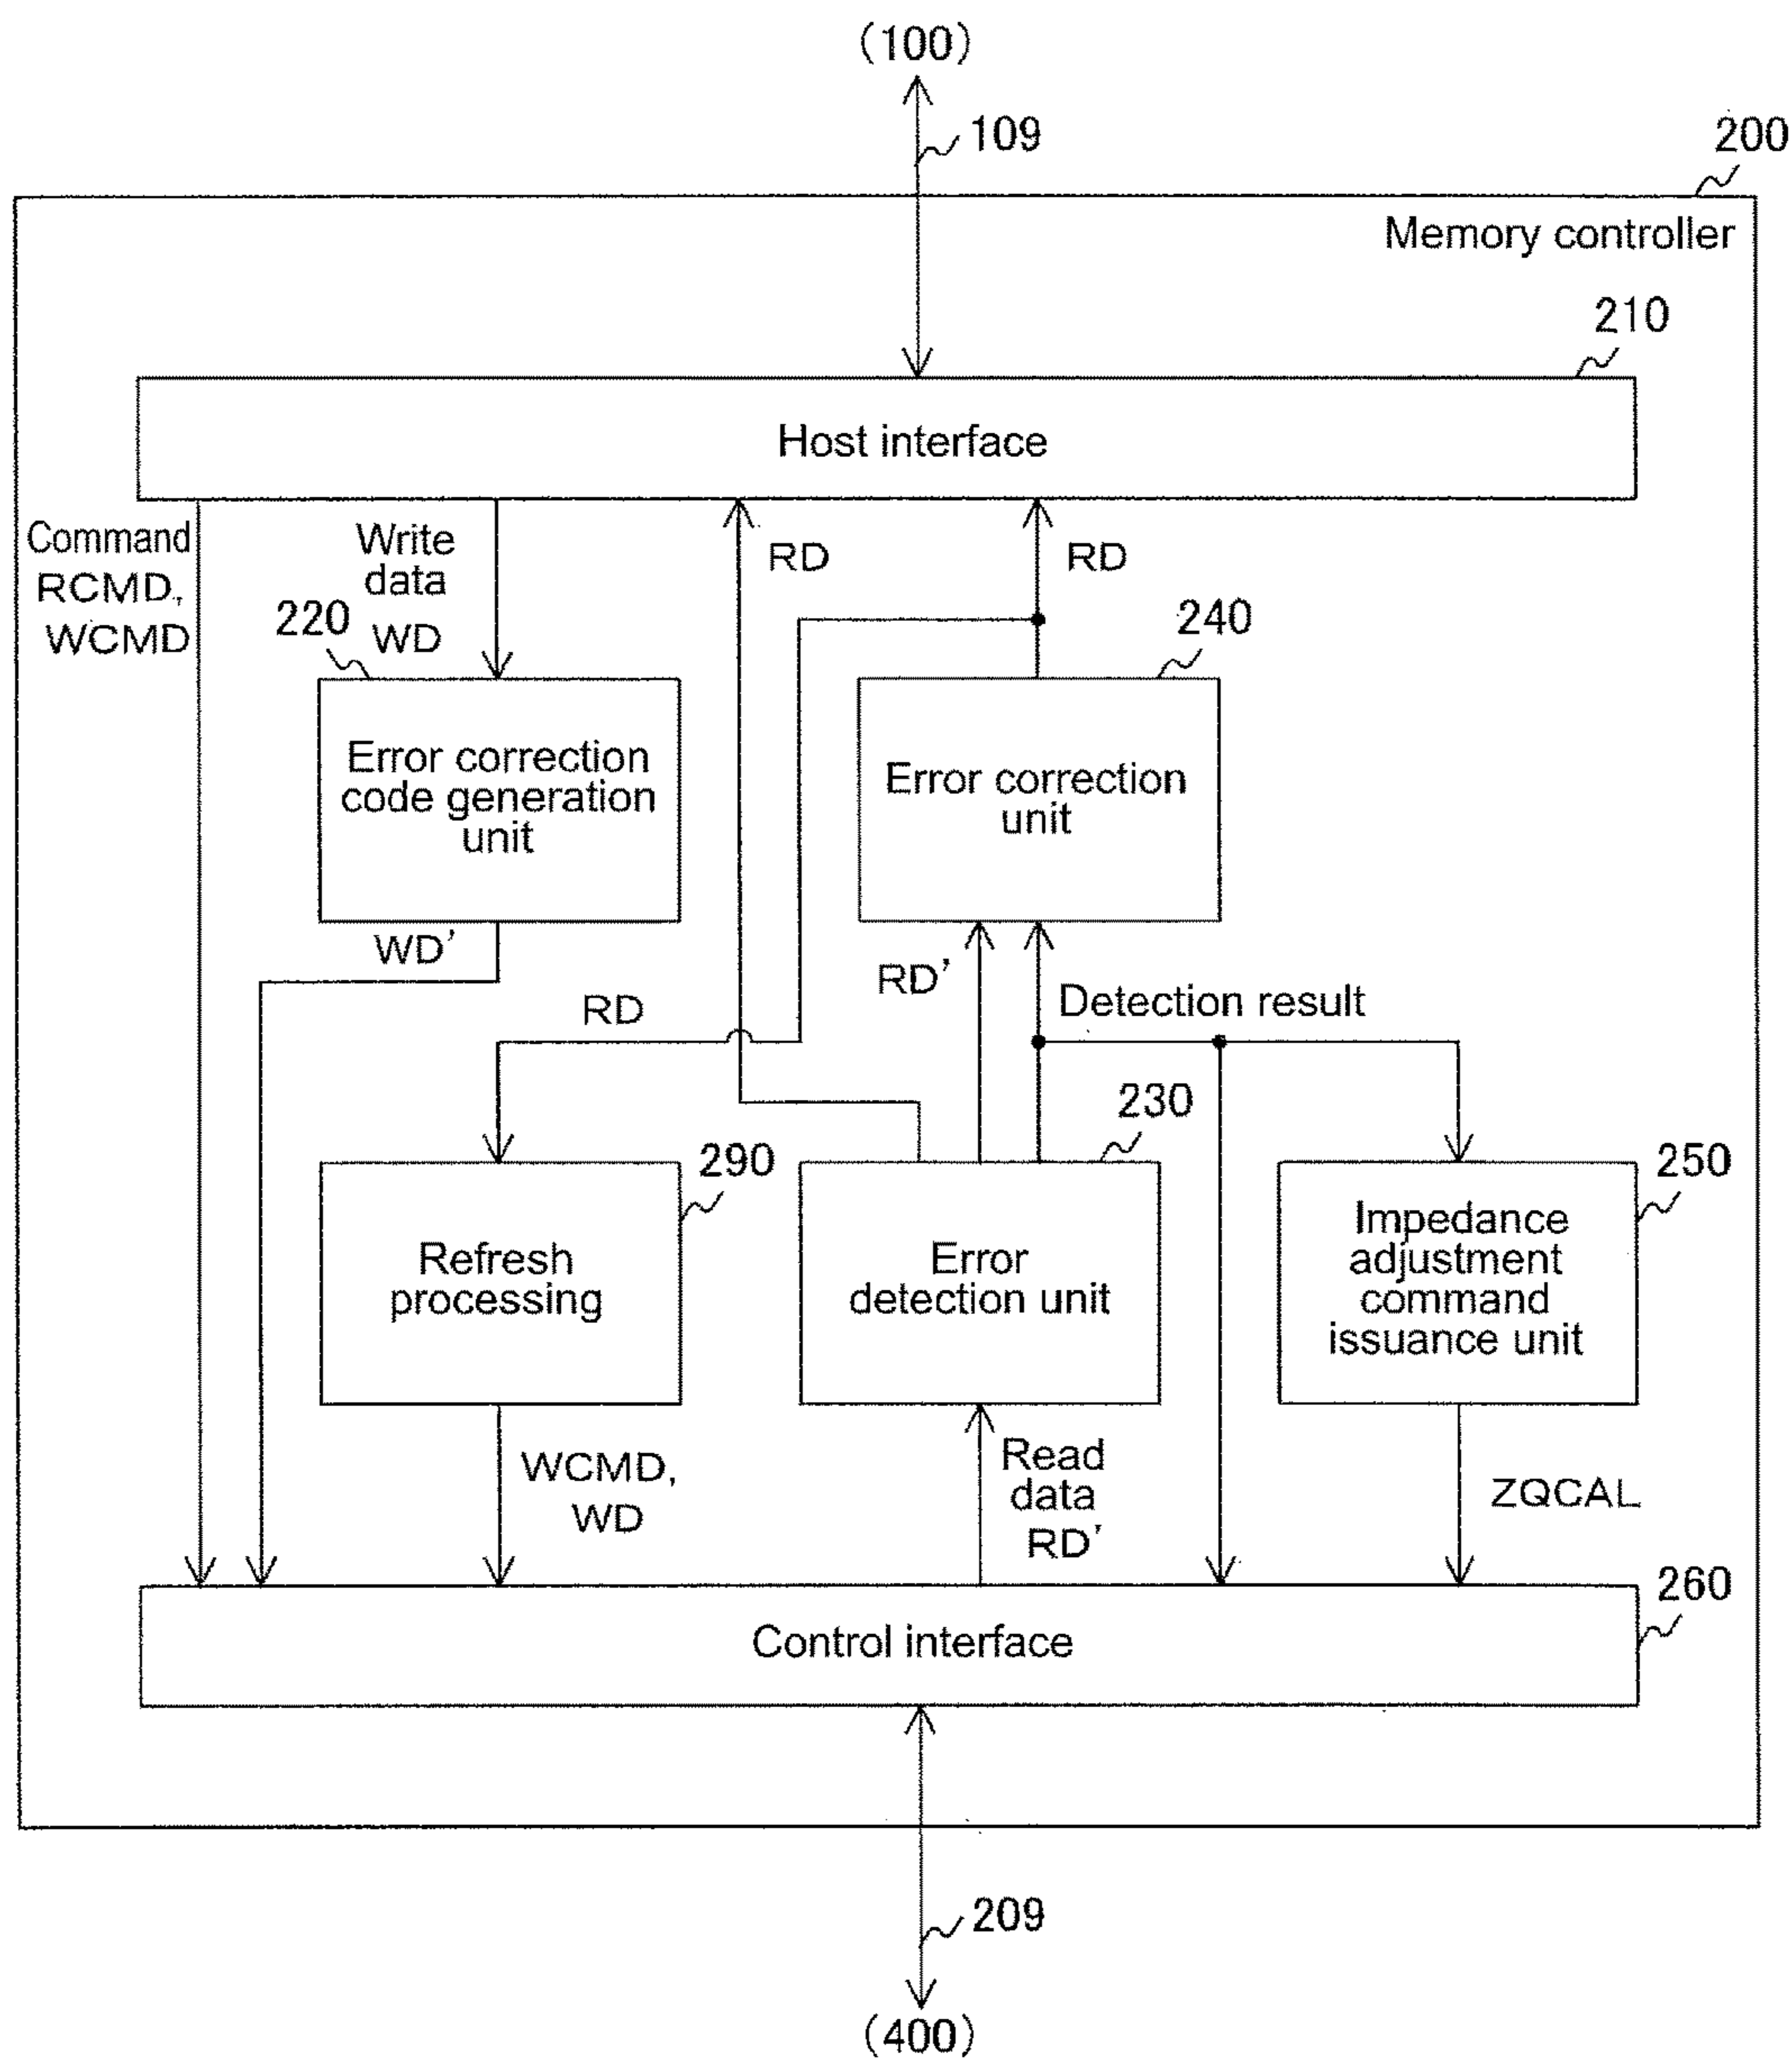 (100)
109
200
Memory controller
210
Host interface
Command
RCMD,
WCMD
Write
data
WD
RD
RD
220
240
Error correction
code generation
unit
Error correction
unit
WD'
RD'
RD
Detection result
230
290
250
Refresh
processing
Error
detection unit
Impedance
adjustment
command
issuance unit
WCMD,
WD
Read
data
RD'
ZQCAL
260
Control interface
209
(400)